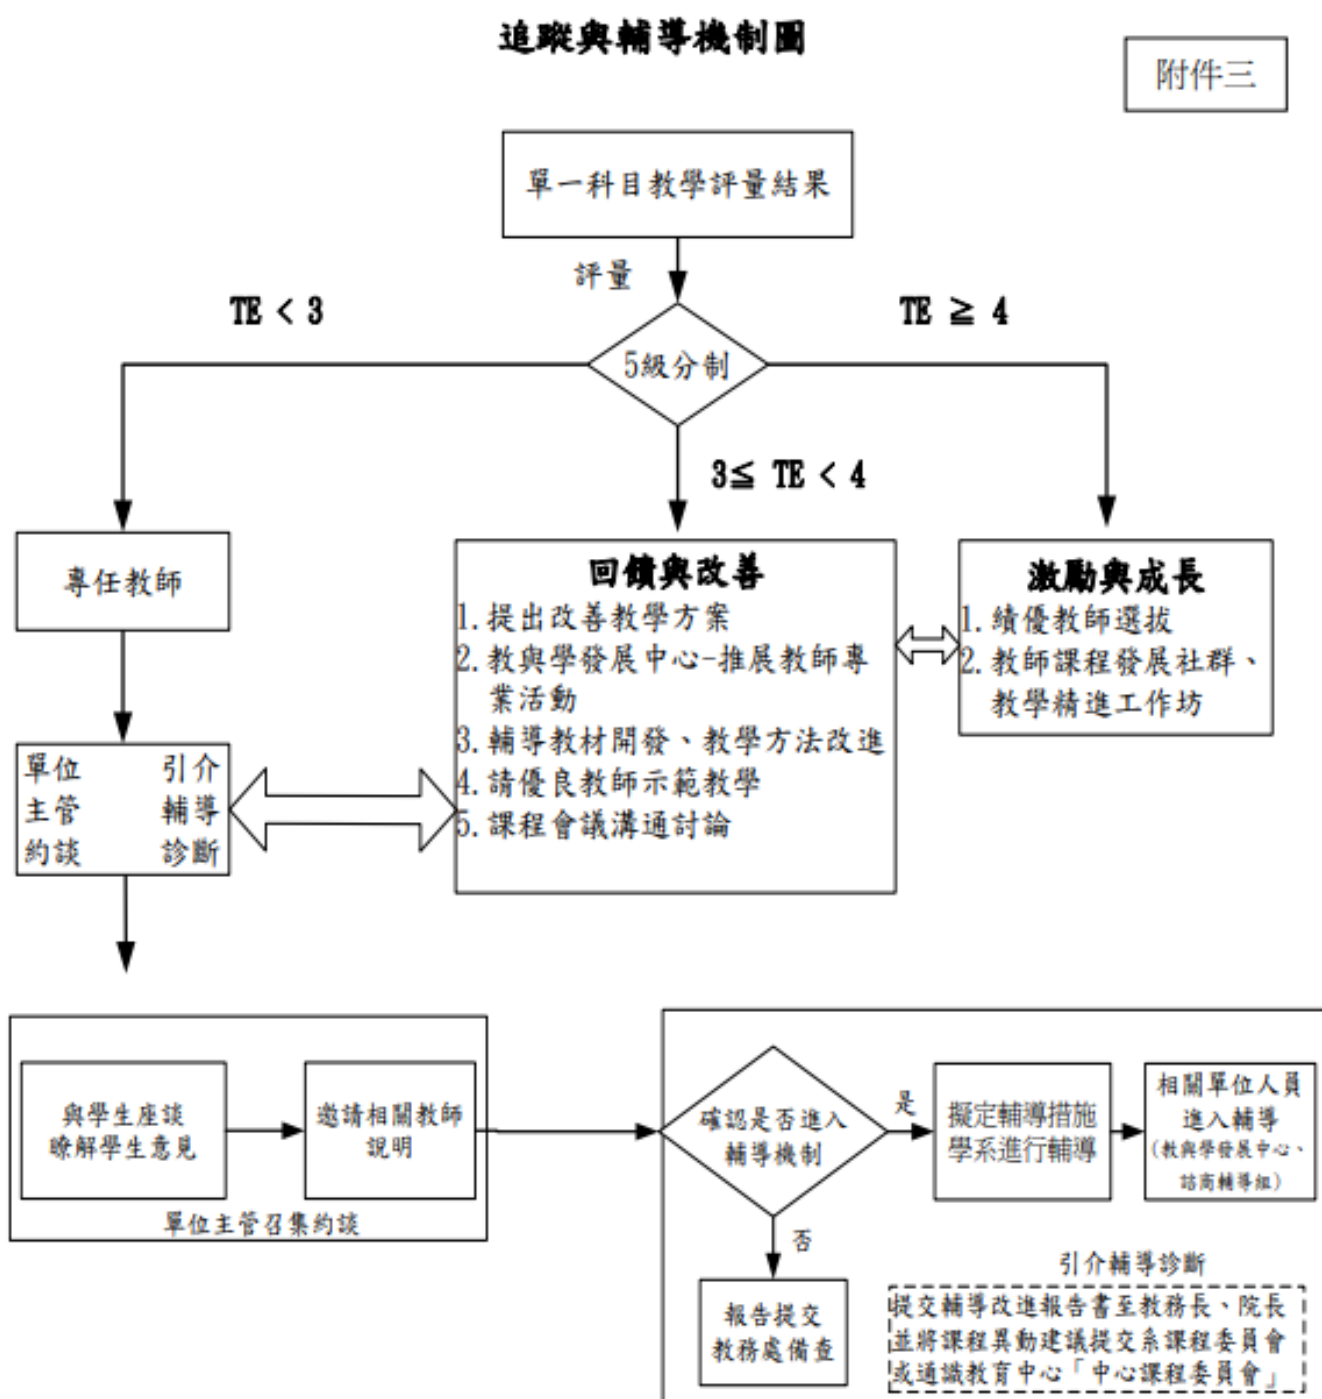 追蹤與輔導機制圖
附件三
單一科目教學評量結果
評量
TE < 3
TE ≧ 4
5級分制
3≦ TE < 4
專任教師
回饋與改善
1.提出改善教學方案
2.教與學發展中心-推展教師專
業活動
3.輔導教材開發、教學方法改進
4.請優良教師示範教學
5.課程會議溝通討論
激勵與成長
1.績優教師選拔
2.教師課程發展社群、
教學精進工作坊
單位 引介
主管 輔導
約談 診斷
與學生座談
瞭解學生意見
邀請相關教師
說明
單位主管召集約談
確認是否進入
輔導機制
是
擬定輔導措施
學系進行輔導
相關單位人員
進入輔導
(教與學發展中心、
諮商輔導組)
否
報告提交
教務處備查
引介輔導診斷
提交輔導改進報告書至教務長、院長
並將課程異動建議提交系課程委員會
或通識教育中心「中心課程委員會」